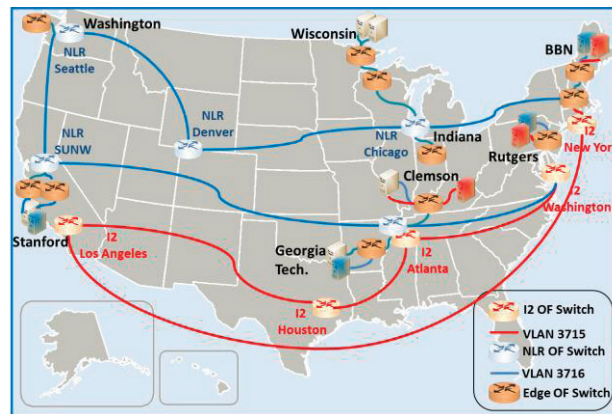 Washington
NLR
Seattle
Wisconsin
BBN
NLR
Denver
NLR
Chicago
Indiana
I2
New Yor
Rutgers
NLR
SUNW
Clemson
I2
Washington
Stanford
I2
Los Angeles
Georgia
Tech.
I2
Atlanta
I2
Houston
I2 OF Switch
VLAN 3715
NLR OF Switch
VLAN 3716
Edge OF Switch